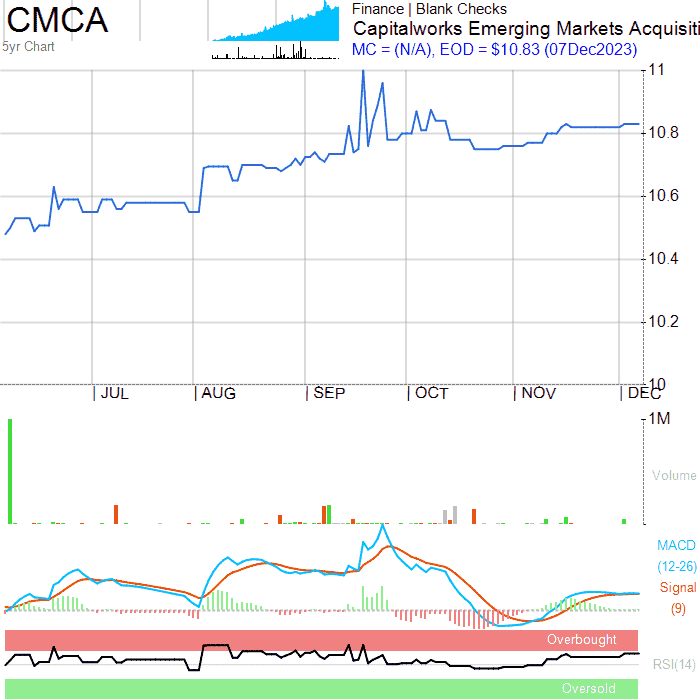 CMCA
5yr Chart
Finance | Blank Checks
Capitalworks Emerging Markets Acquisiti
MC = (N/A), EOD = $10.83 (07Dec2023)
11
10.8
10.6
10.4
10.2
10
JUL
AUG
SEP
OCT
NOV
DEC
1M
Volume
MACD
(12-26)
Signal
(9)
Overbought
RSI(14)
Oversold